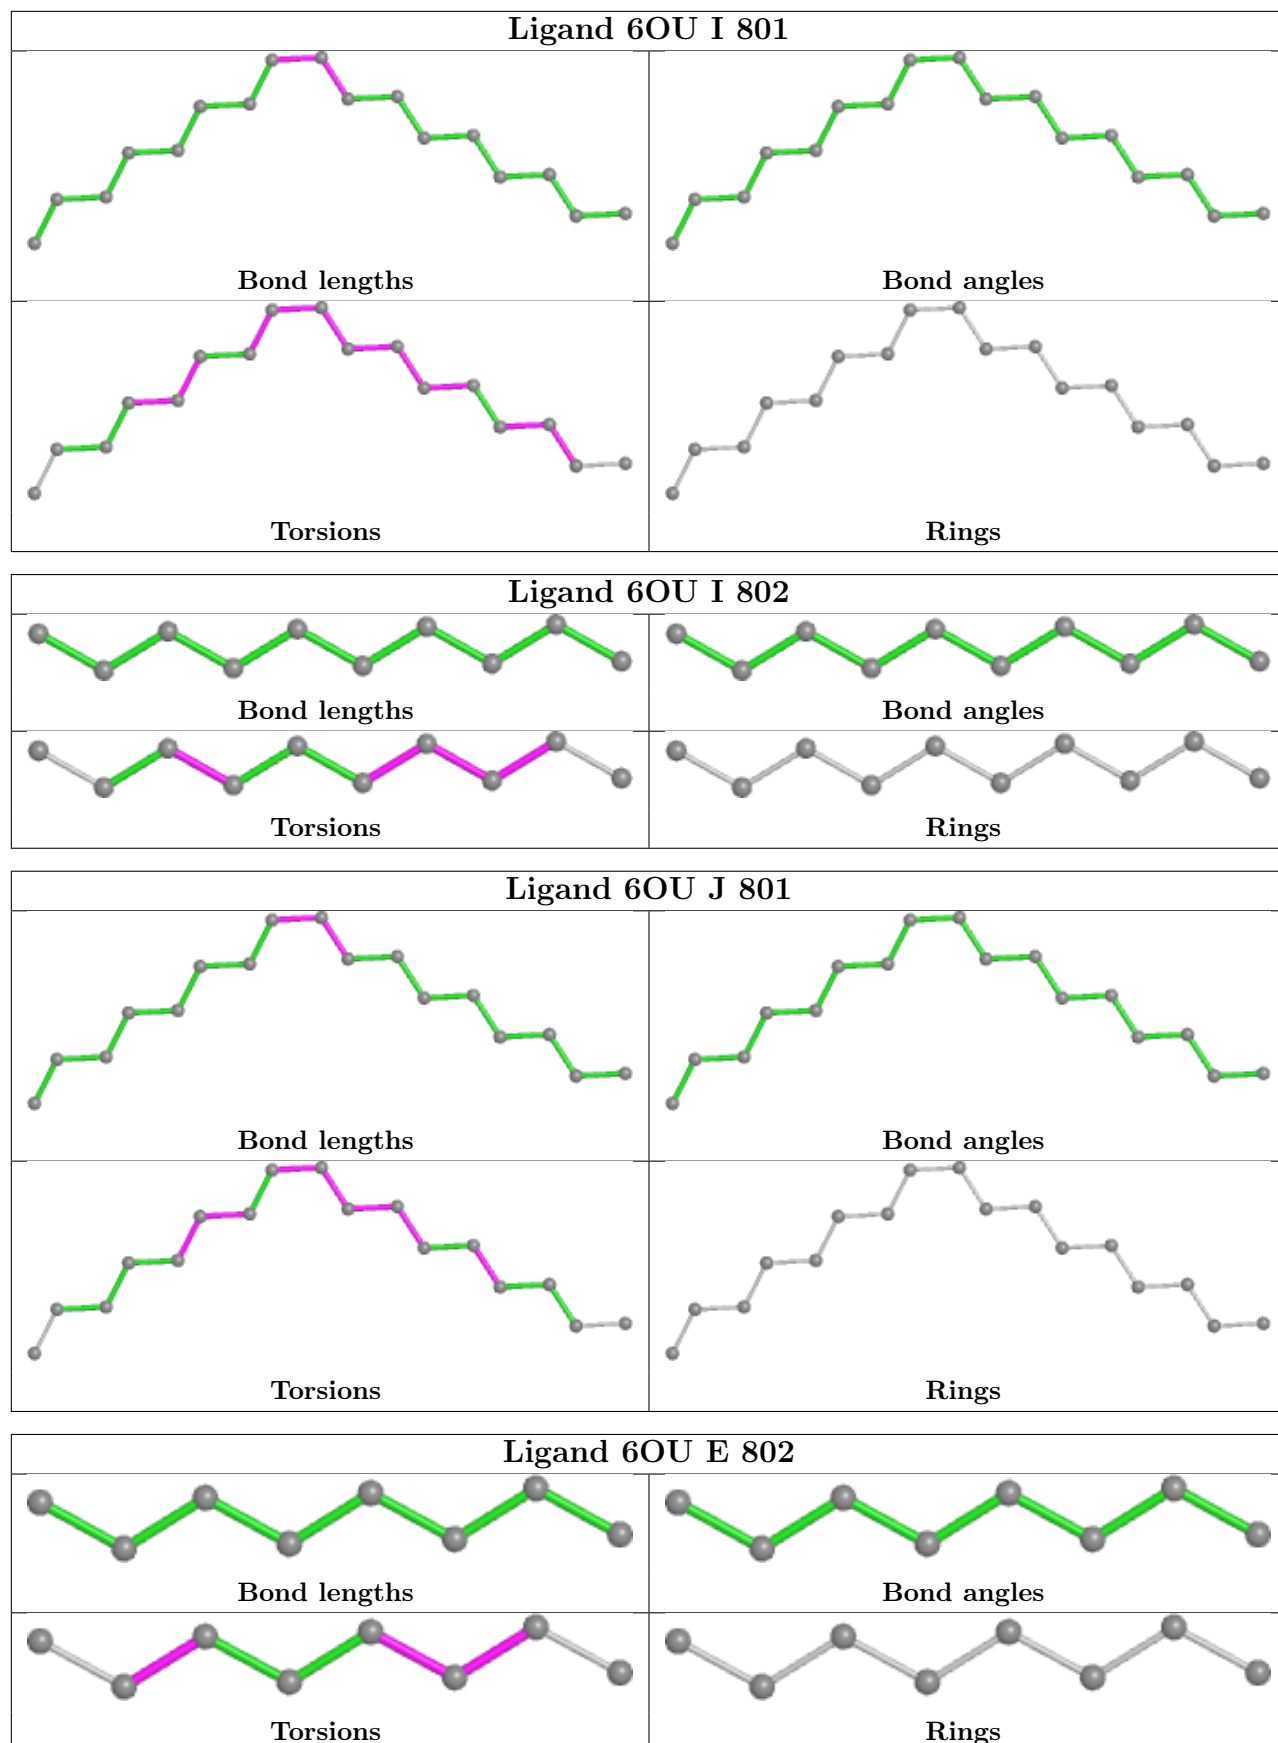 Ligand 6OU I 801
Bond lengths
Bond angles
Torsions
Rings
Ligand 6OU I 802
Bond lengths
Bond angles
Torsions
Rings
Ligand 6OU J 801
Bond lengths
Bond angles
Torsions
Rings
Ligand 6OU E 802
Bond lengths
Bond angles
Torsions
Rings